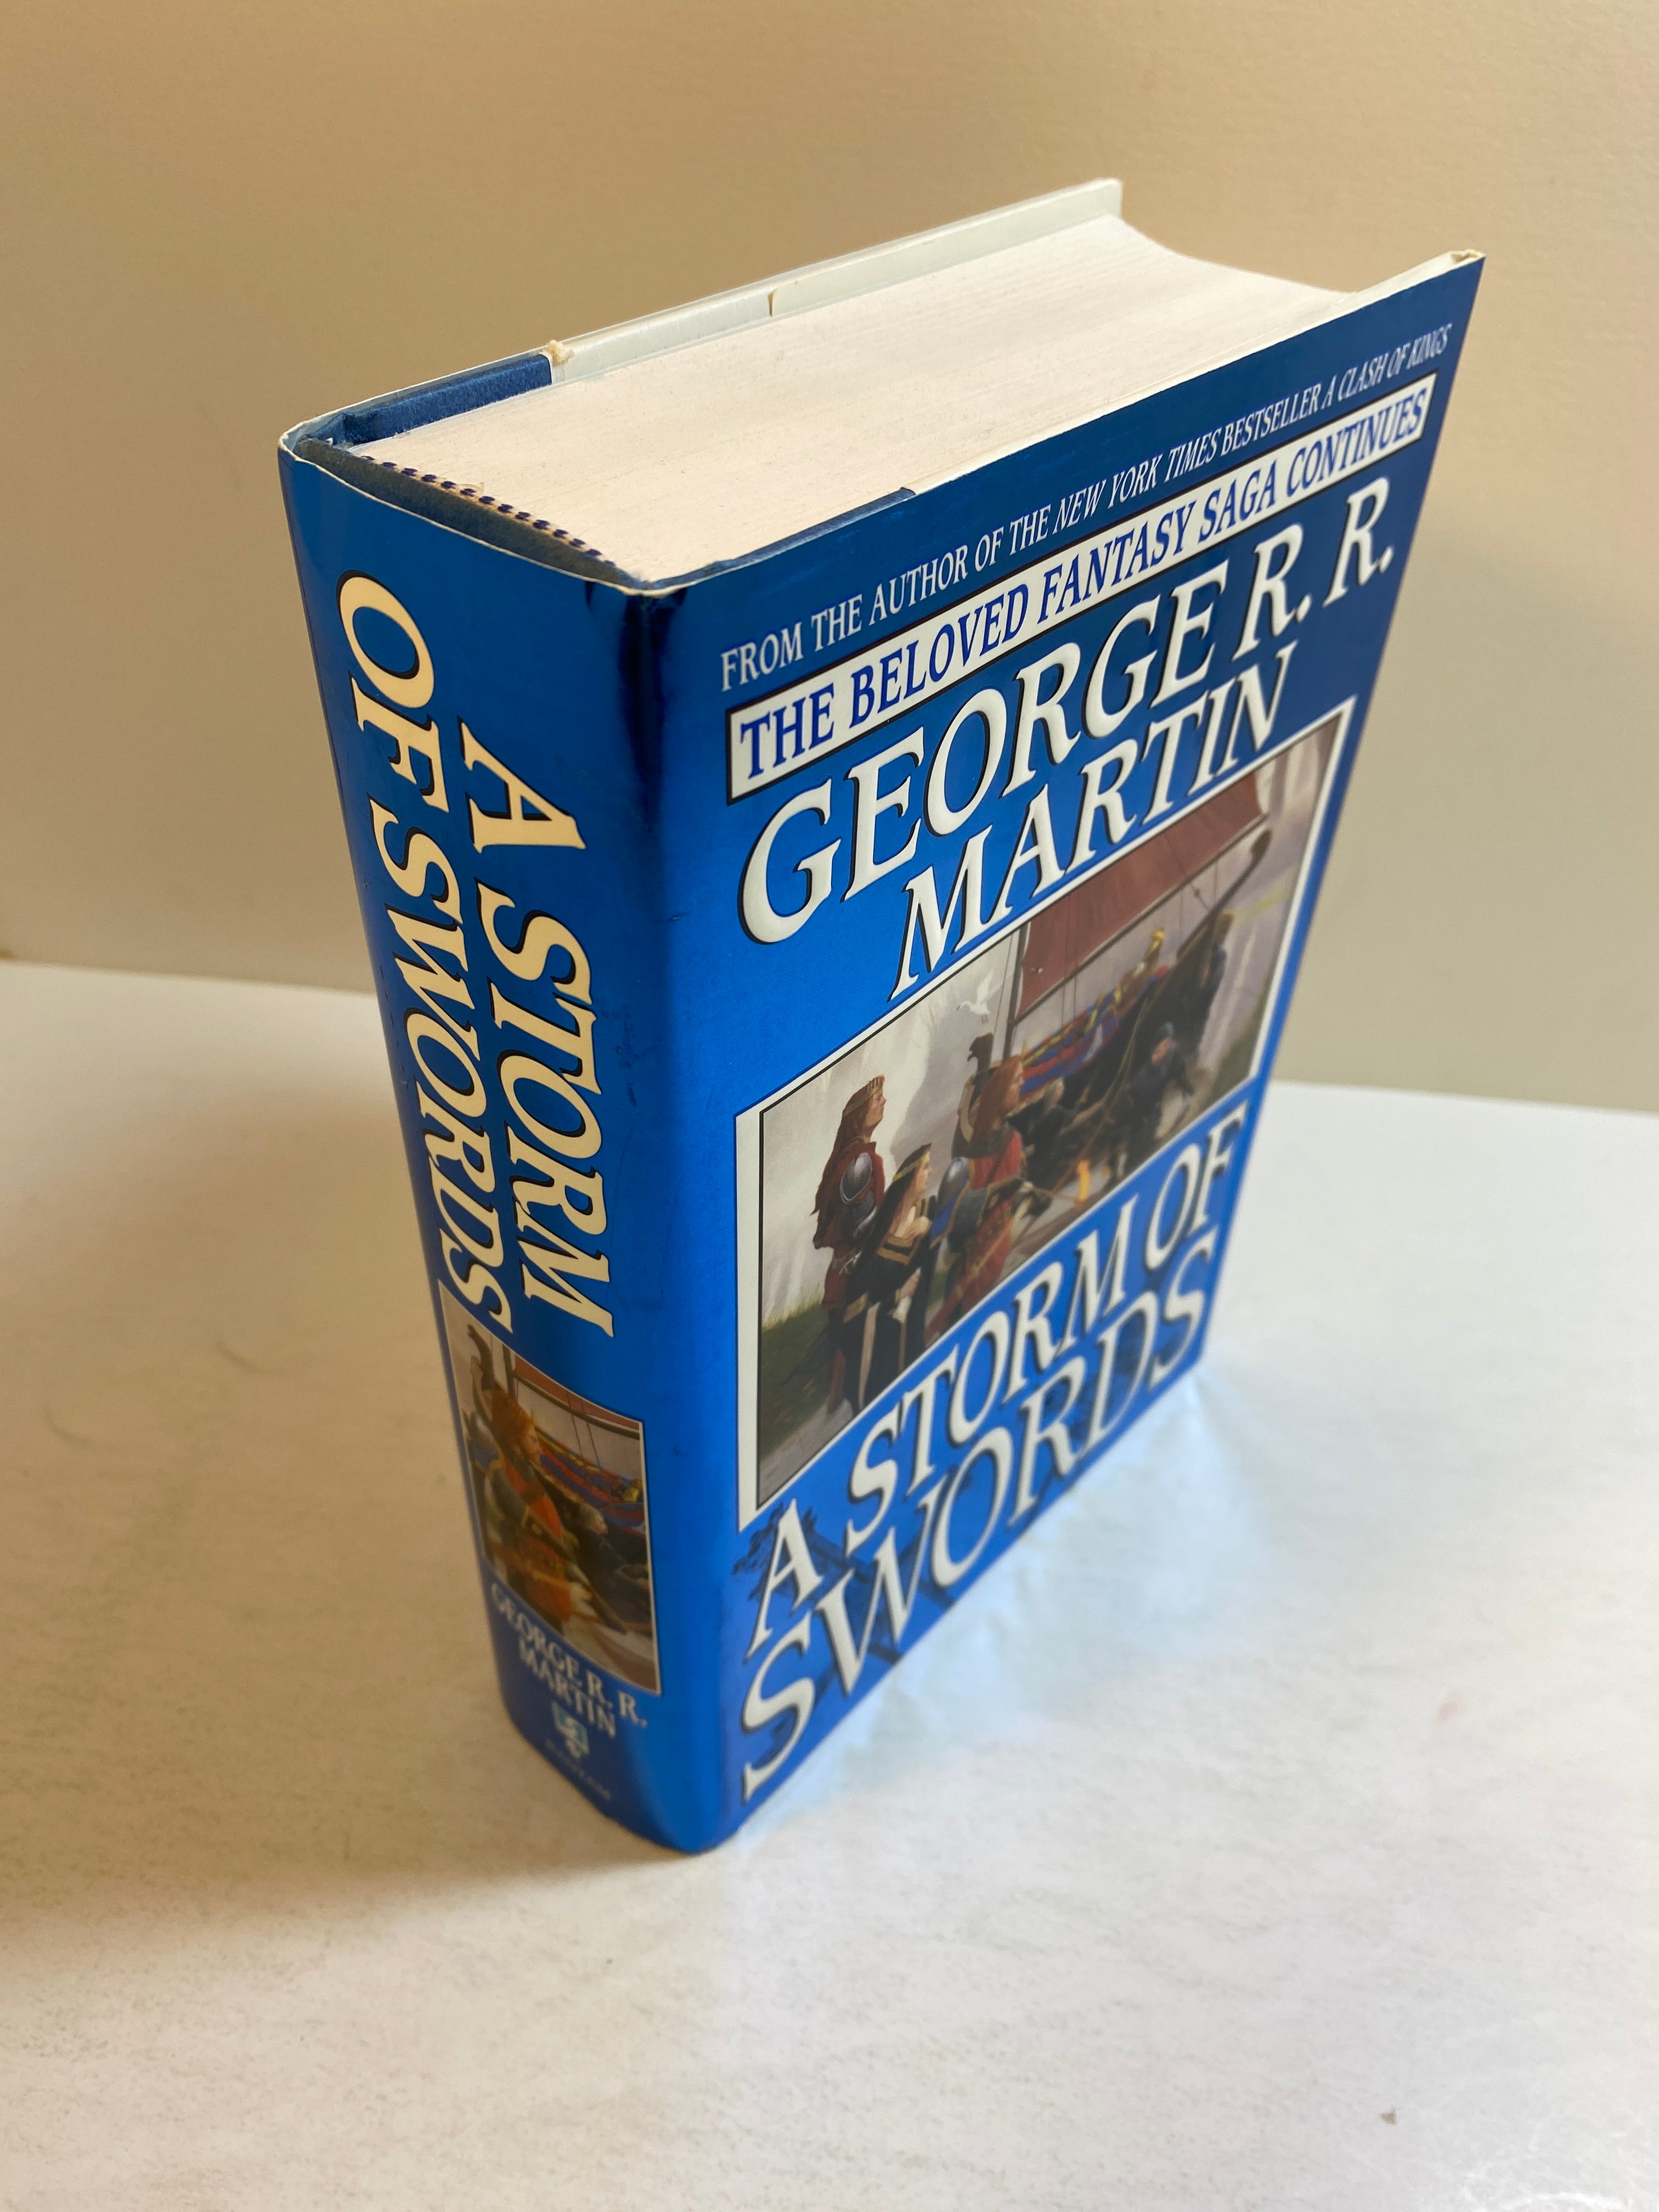 A STORM
OF SWORDS
GEORGE R. R.
MARTIN
FROM THE AUTHOR OF THE NEW YORK TIMES BESTSELLER A CLASH OF KINGS
THE BELOVED FANTASY SAGA CONTINUES
GEORGE R. R.
MARTIN
A STORM OF
SWORDS